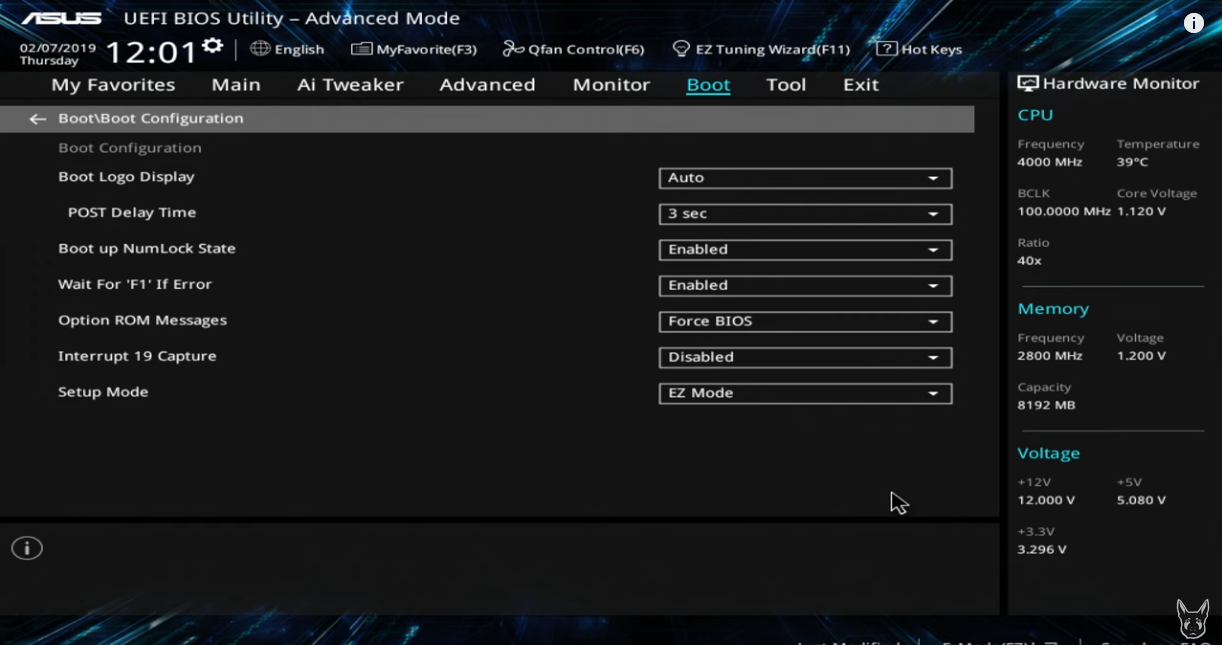 ASUS UEFI BIOS Utility – Advanced Mode
02/07/2019
Thursday
12:01
English
MyFavorite(F3)
Qfan Control(F6)
EZ Tuning Wizard(F11)
? Hot Keys
My Favorites Main Ai Tweaker Advanced Monitor Boot Tool Exit
Boot\Boot Configuration
Boot Configuration
Boot Logo Display Auto
POST Delay Time 3 sec
Boot up NumLock State Enabled
Wait For 'F1' If Error Enabled
Option ROM Messages Force BIOS
Interrupt 19 Capture Disabled
Setup Mode EZ Mode
Hardware Monitor
CPU
Frequency Temperature
4000 MHz 39°C
BCLK Core Voltage
100.0000 MHz 1.120 V
Ratio
40x
Memory
Frequency Voltage
2800 MHz 1.200 V
Capacity
8192 MB
Voltage
+12V +5V
12.000 V 5.080 V
+3.3V
3.296 V